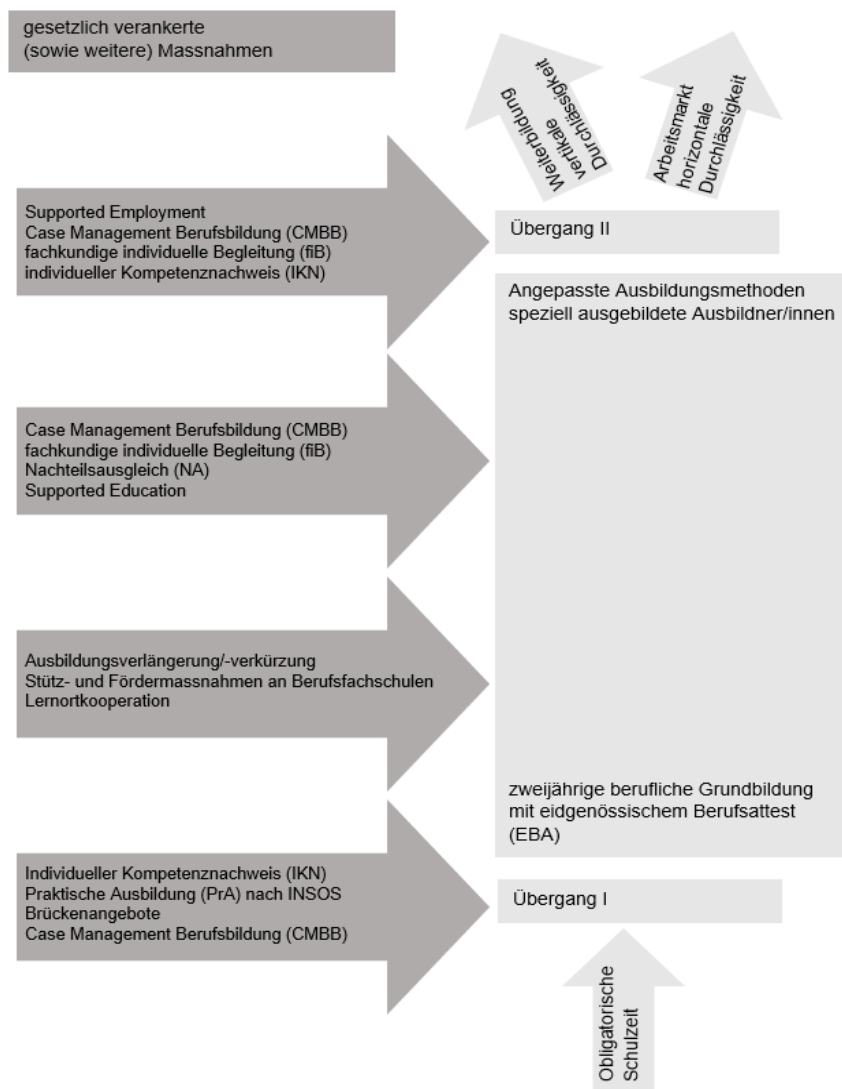 gesetzlich verankerte
(sowie weitere) Massnahmen
Weiterbildung
vertikale
Durchlässigkeit
Arbeitsmarkt
horizontale
Durchlässigkeit
Supported Employment
Case Management Berufsbildung (CMBB)
fachkundige individuelle Begleitung (fiB)
individueller Kompetenznachweis (IKN)
Übergang II
Angepasste Ausbildungsmethoden
speziell ausgebildete Ausbildner/innen
Case Management Berufsbildung (CMBB)
fachkundige individuelle Begleitung (fiB)
Nachteilsausgleich (NA)
Supported Education
Ausbildungsverlängerung/-verkürzung
Stütz- und Fördermassnahmen an Berufsfachschulen
Lernortkooperation
zweijährige berufliche Grundbildung
mit eidgenössischem Berufsattest
(EBA)
Individueller Kompetenznachweis (IKN)
Praktische Ausbildung (PrA) nach INSOS
Brückenangebote
Case Management Berufsbildung (CMBB)
Übergang I
Obligatorische
Schulzeit